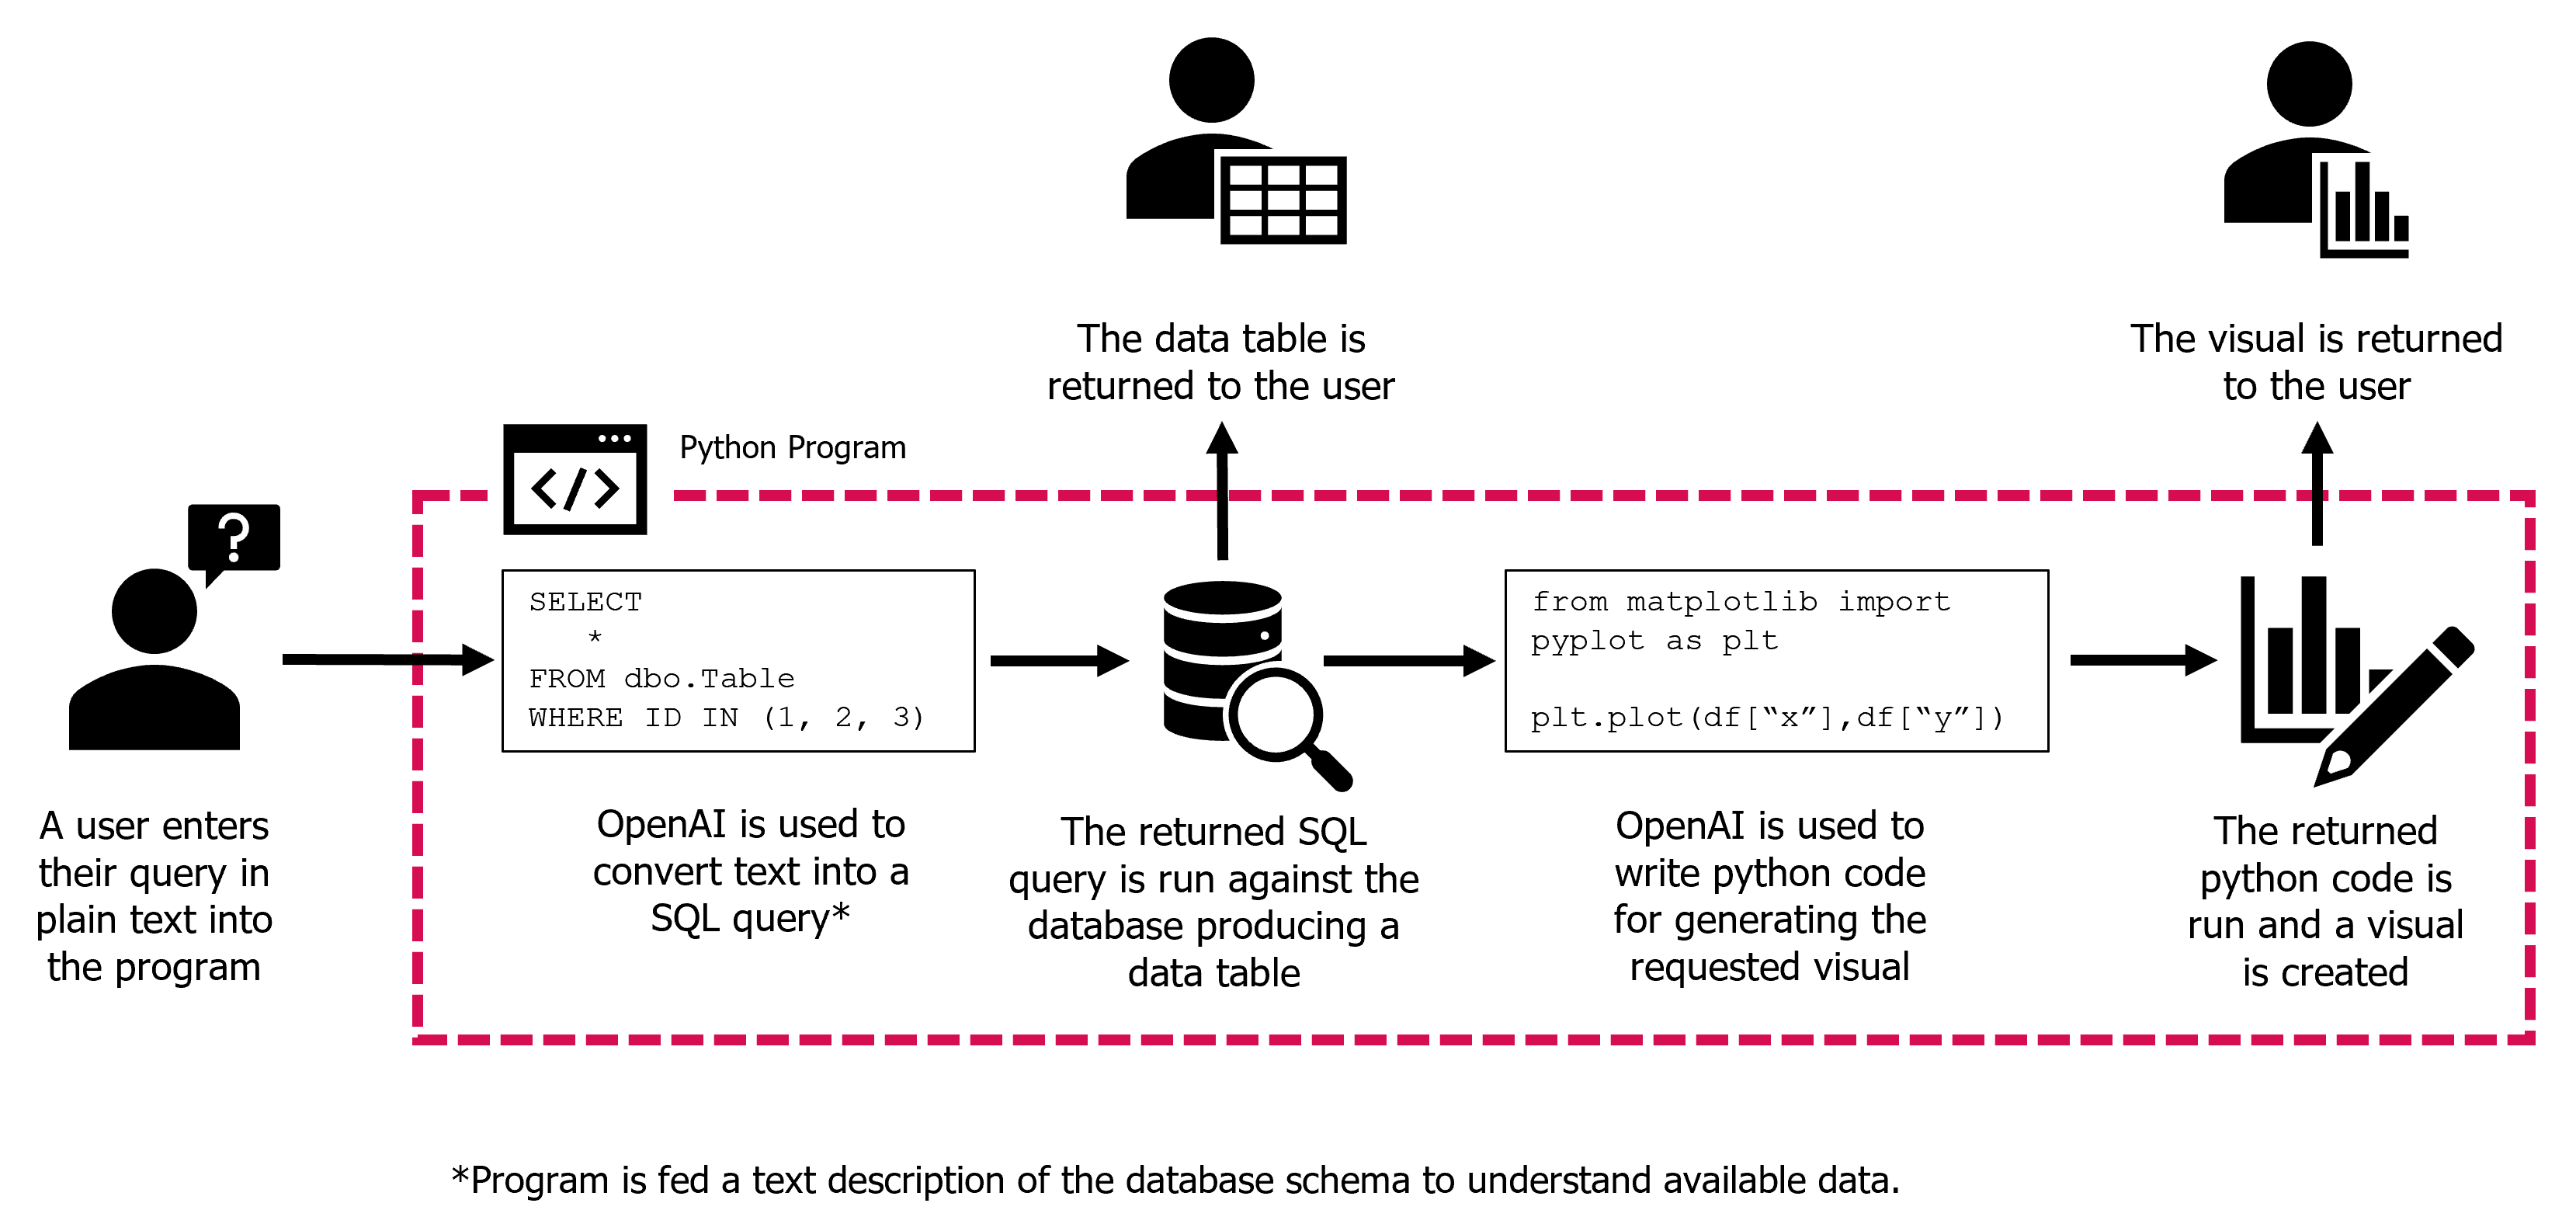 The data table is
returned to the user
The visual is returned
to the user
Python Program
</>
?
SELECT
*
FROM dbo.Table
WHERE ID IN (1, 2, 3)
from matplotlib import
pyplot as plt
plt.plot(df[“x”],df[“y”])
A user enters
their query in
plain text into
the program
OpenAI is used to
convert text into a
SQL query*
The returned SQL
query is run against the
database producing a
data table
OpenAI is used to
write python code
for generating the
requested visual
The returned
python code is
run and a visual
is created
*Program is fed a text description of the database schema to understand available data.